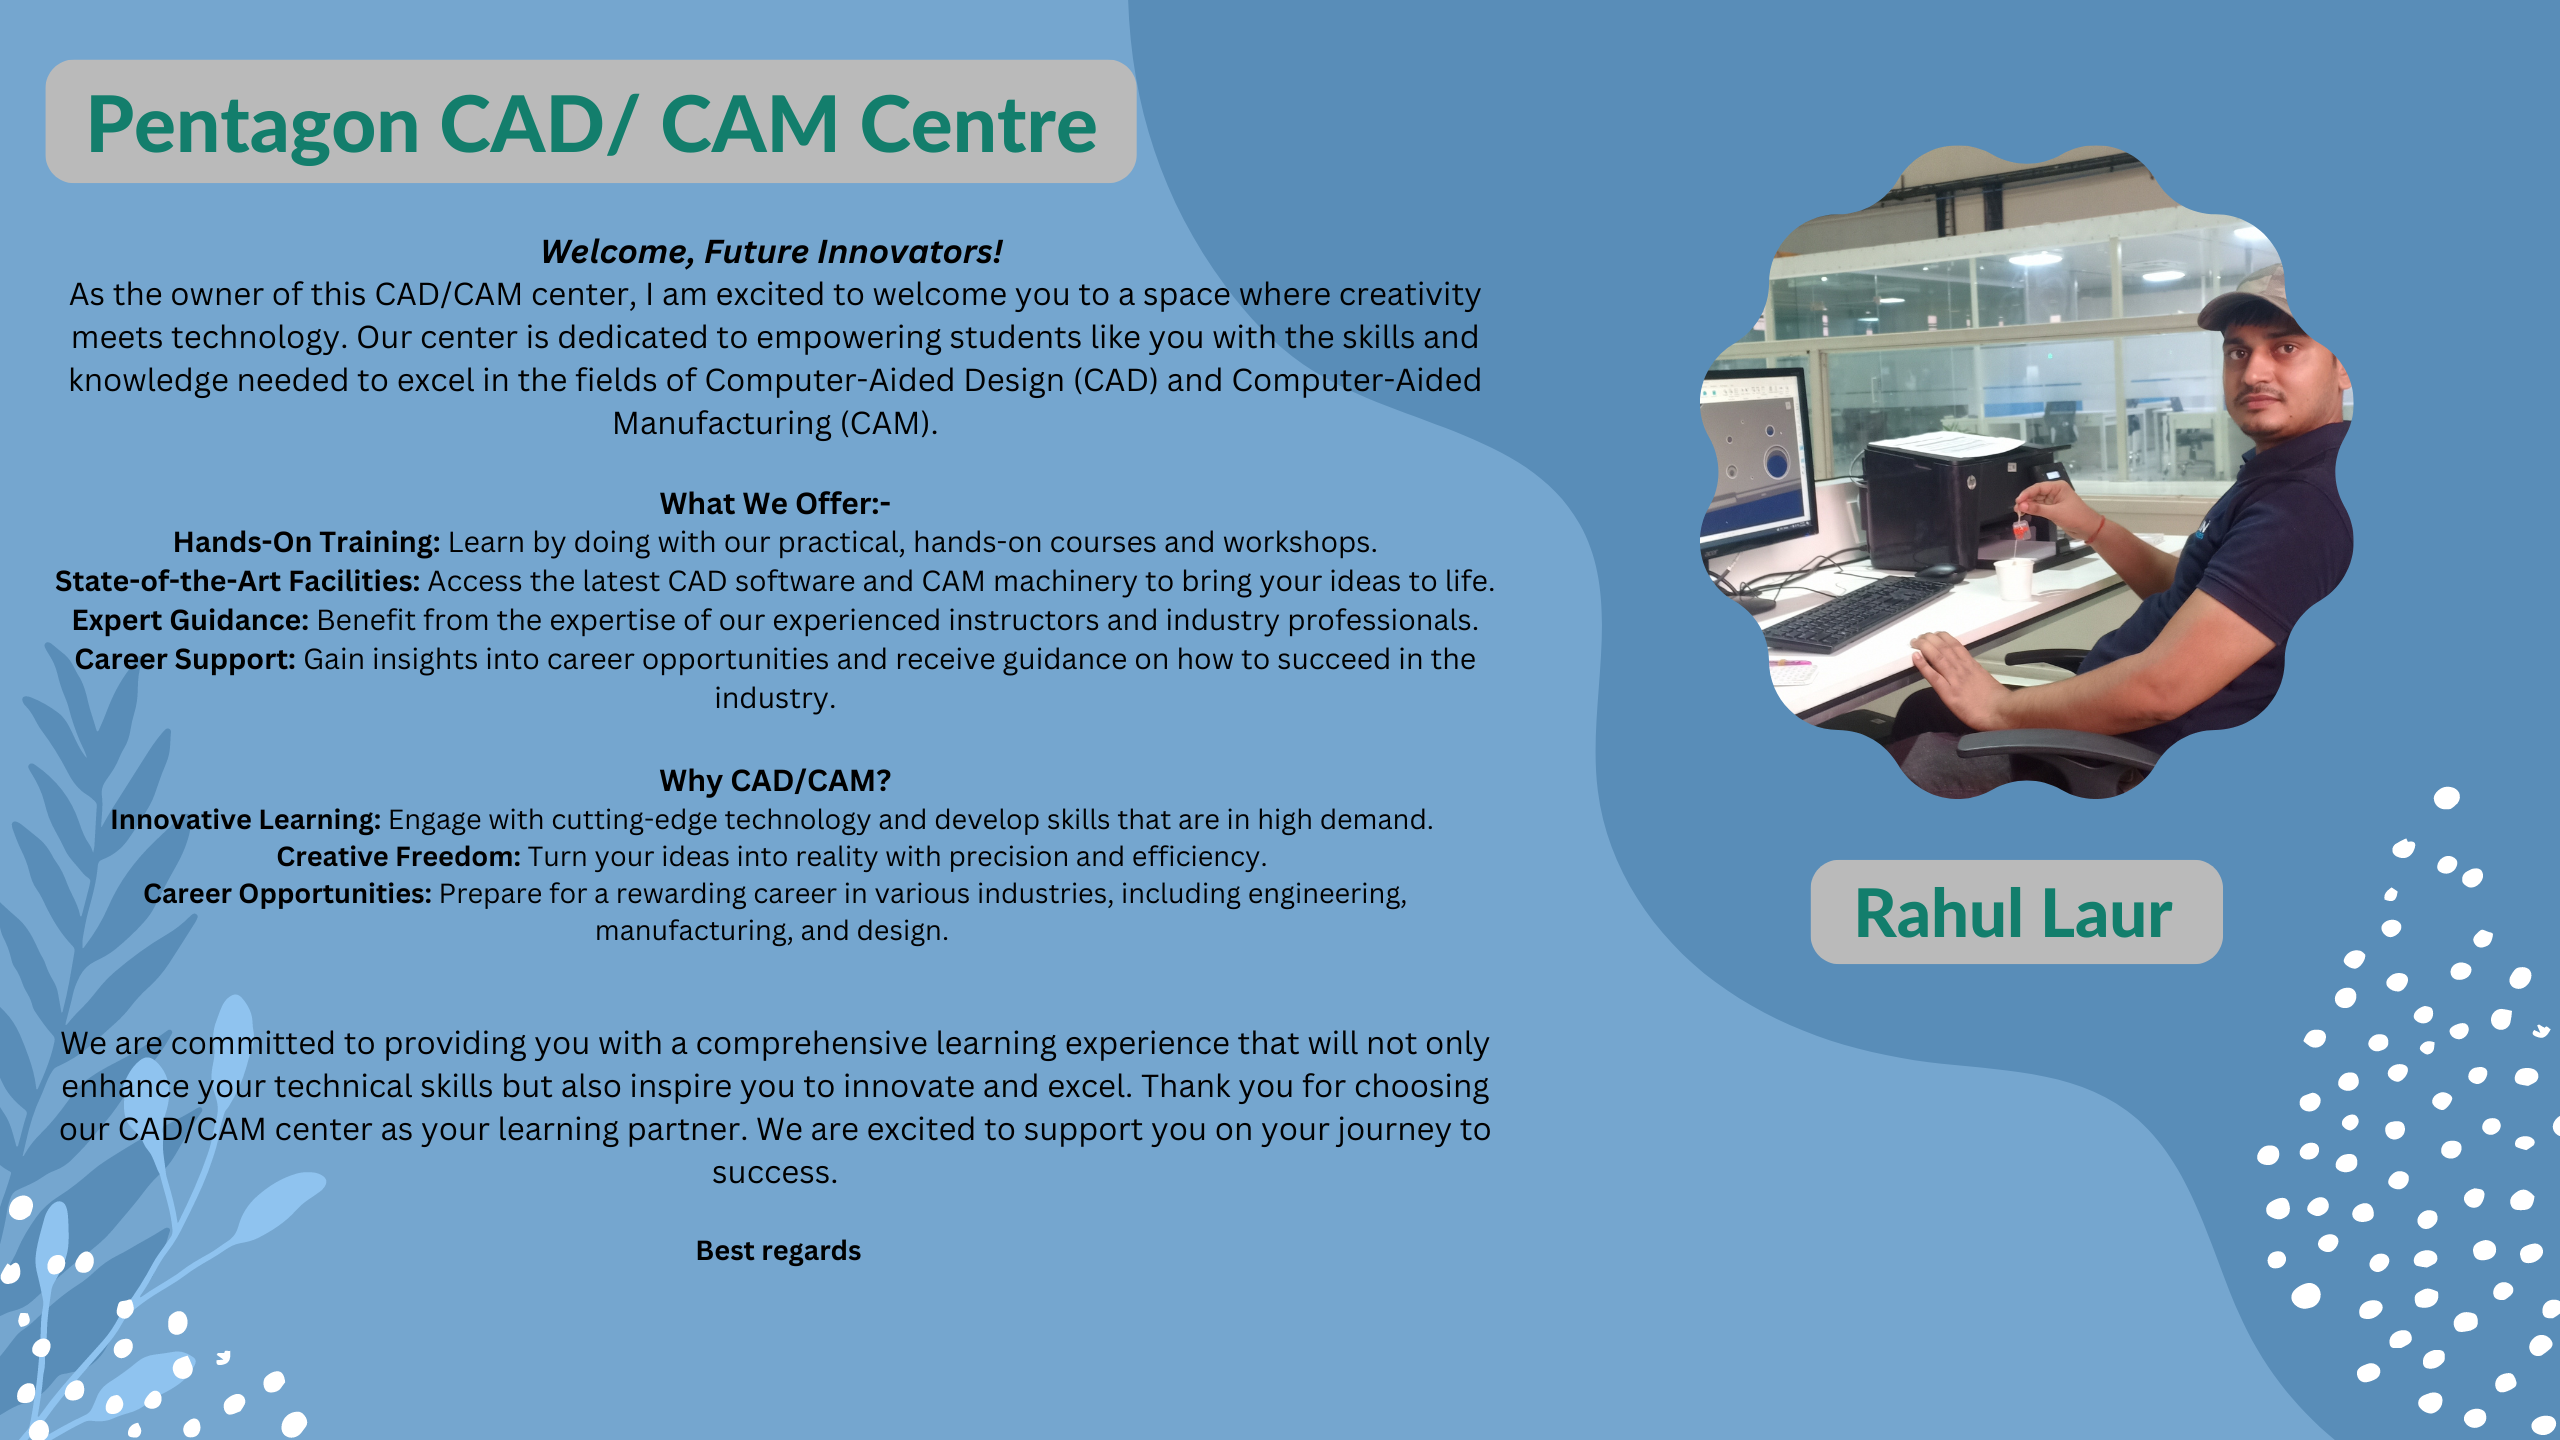 Pentagon CAD/ CAM Centre
Welcome, Future Innovators!
As the owner of this CAD/CAM center, I am excited to welcome you to a space where creativity
meets technology. Our center is dedicated to empowering students like you with the skills and
knowledge needed to excel in the fields of Computer-Aided Design (CAD) and Computer-Aided
Manufacturing (CAM).
What We Offer:-
Hands-On Training: Learn by doing with our practical, hands-on courses and workshops.
State-of-the-Art Facilities: Access the latest CAD software and CAM machinery to bring your ideas to life.
Expert Guidance: Benefit from the expertise of our experienced instructors and industry professionals.
Career Support: Gain insights into career opportunities and receive guidance on how to succeed in the
industry.
Why CAD/CAM?
Innovative Learning: Engage with cutting-edge technology and develop skills that are in high demand.
Creative Freedom: Turn your ideas into reality with precision and efficiency.
Career Opportunities: Prepare for a rewarding career in various industries, including engineering,
manufacturing, and design.
We are committed to providing you with a comprehensive learning experience that will not only
enhance your technical skills but also inspire you to innovate and excel. Thank you for choosing
our CAD/CAM center as your learning partner. We are excited to support you on your journey to
success.
Best regards
Rahul Laur